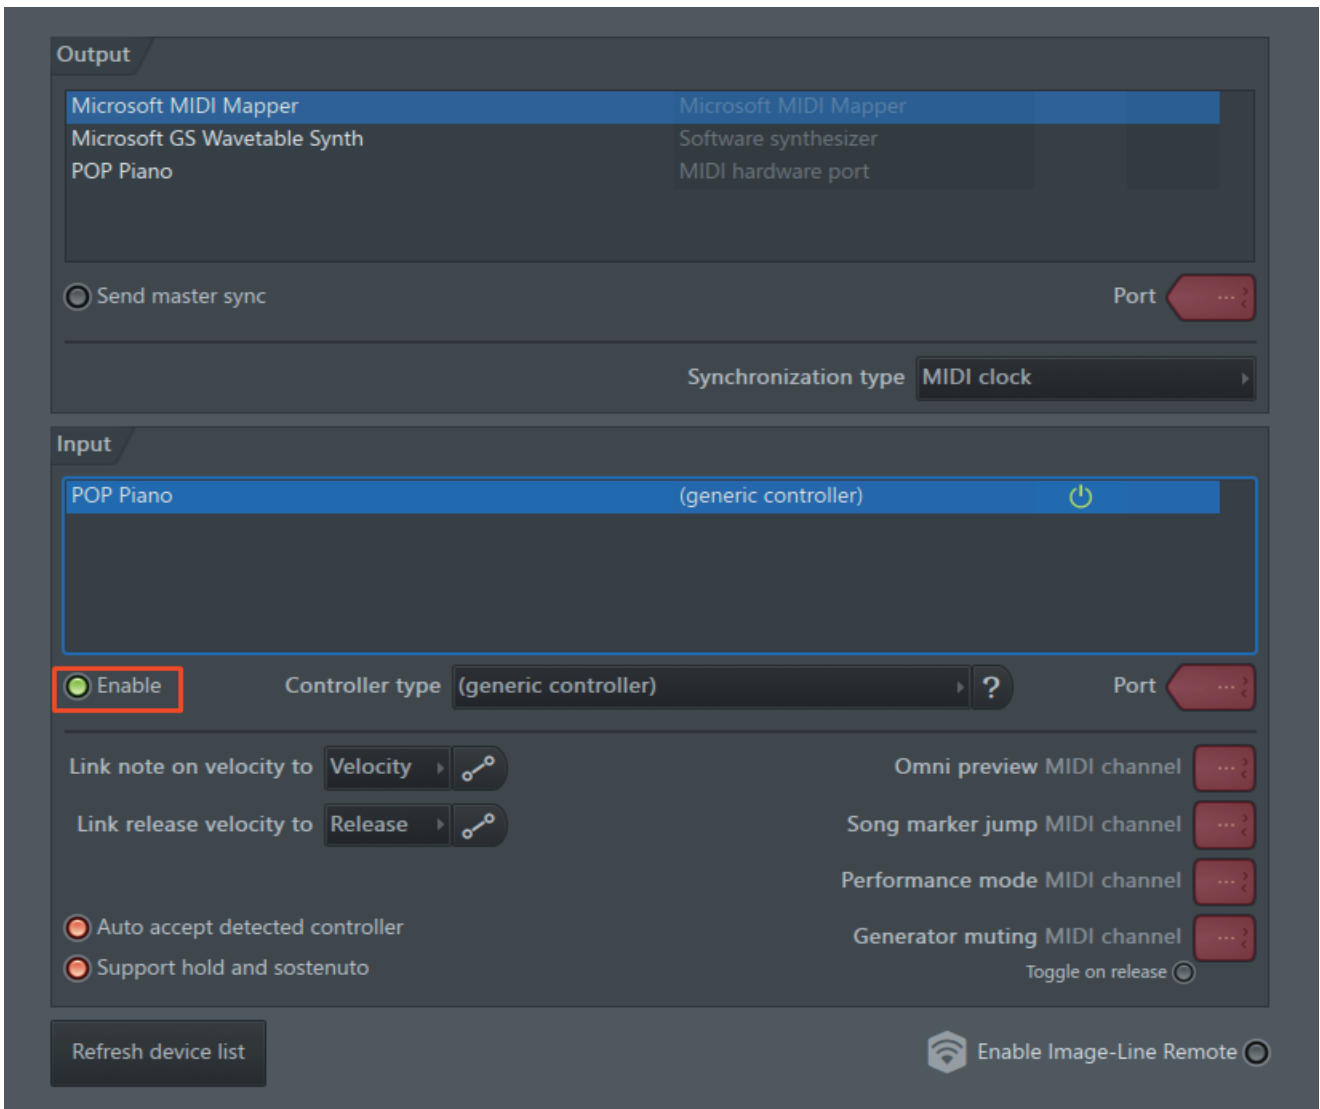 Output
Microsoft MIDI Mapper Microsoft MIDI Mapper
Microsoft GS Wavetable Synth Software synthesizer
POP Piano MIDI hardware port
Send master sync Port ...
Synchronization type MIDI clock
Input
POP Piano (generic controller)
Enable Controller type (generic controller) ? Port ...
Link note on velocity to Velocity Omni preview MIDI channel ...
Link release velocity to Release Song marker jump MIDI channel ...
Performance mode MIDI channel ...
Auto accept detected controller Generator muting MIDI channel ...
Support hold and sostenuto Toggle on release
Refresh device list Enable Image-Line Remote